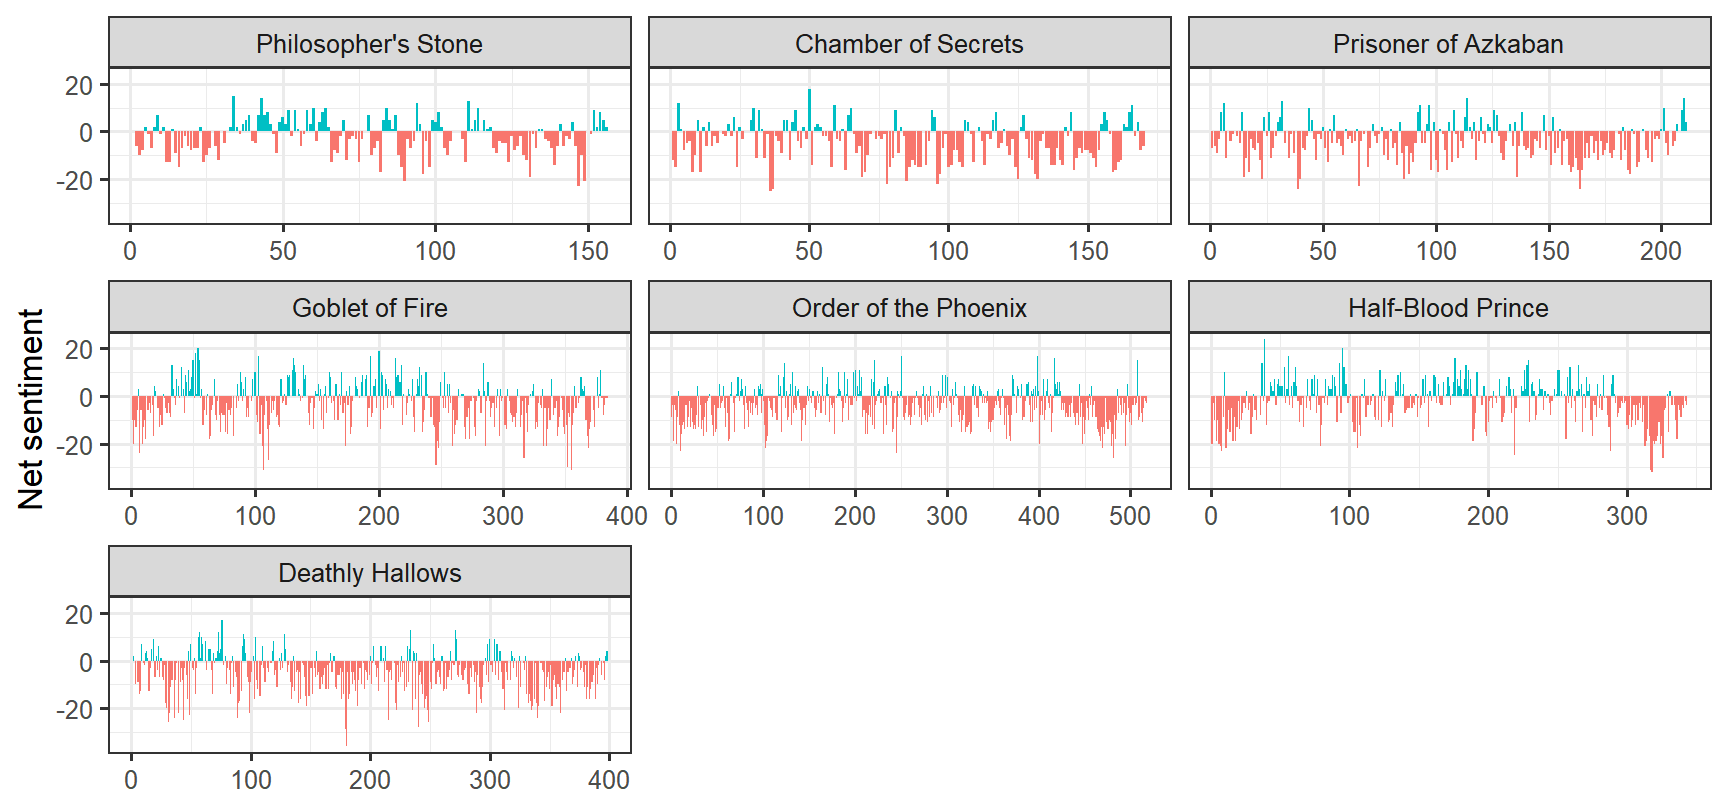 Philosopher's Stone
Chamber of Secrets
Prisoner of Azkaban
20
0
-20
0 50 100 150
0 50 100 150
0 50 100 150 200
Net sentiment
Goblet of Fire
Order of the Phoenix
Half-Blood Prince
20
0
-20
0 100 200 300 400
0 100 200 300 400 500
0 100 200 300
Deathly Hallows
20
0
-20
0 100 200 300 400